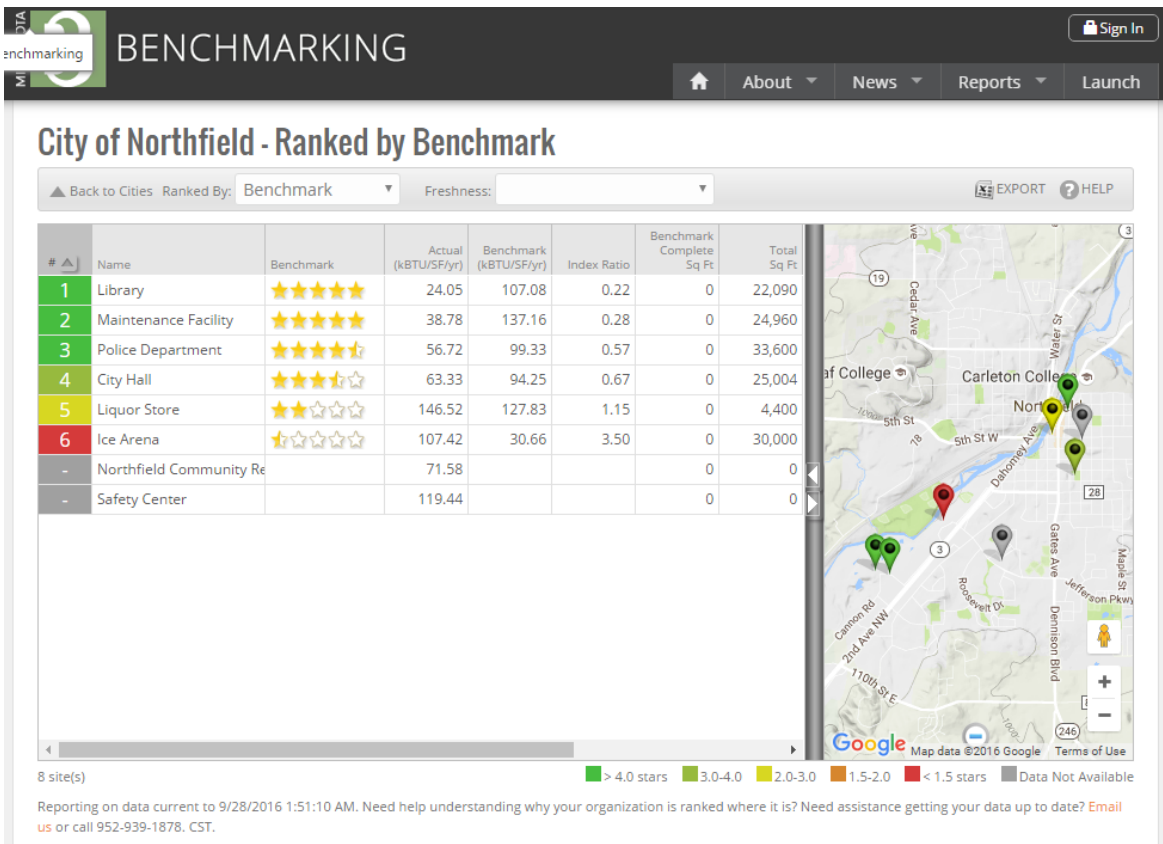 enchmarking
BENCHMARKING
Sign In
About News Reports Launch
City of Northfield - Ranked by Benchmark
Back to Cities Ranked By: Benchmark Freshness: EXPORT HELP
# Name Benchmark Actual (kBTU/SF/yr) Benchmark (kBTU/SF/yr) Index Ratio Benchmark Complete Sq Ft Total Sq Ft
1 Library 24.05 107.08 0.22 0 22,090
2 Maintenance Facility 38.78 137.16 0.28 0 24,960
3 Police Department 56.72 99.33 0.57 0 33,600
4 City Hall 63.33 94.25 0.67 0 25,004
5 Liquor Store 146.52 127.83 1.15 0 4,400
6 Ice Arena 107.42 30.66 3.50 0 30,000
- Northfield Community Re 71.58 0 0
- Safety Center 119.44 0 0
19
Cedar Ave
Water St
3
af College
Carleton Colle
5th St
78
5th St W
Dahomey Ave
28
3
Gates Ave
Maple St
Jefferson Pkwy
Roosevelt Dr
Dennison Blvd
Cannon Rd
2nd Ave NW
110th St E
246
Google Map data ©2016 Google Terms of Use
8 site(s)
> 4.0 stars 3.0-4.0 2.0-3.0 1.5-2.0 < 1.5 stars Data Not Available
Reporting on data current to 9/28/2016 1:51:10 AM. Need help understanding why your organization is ranked where it is? Need assistance getting your data up to date? Email
us or call 952-939-1878. CST.